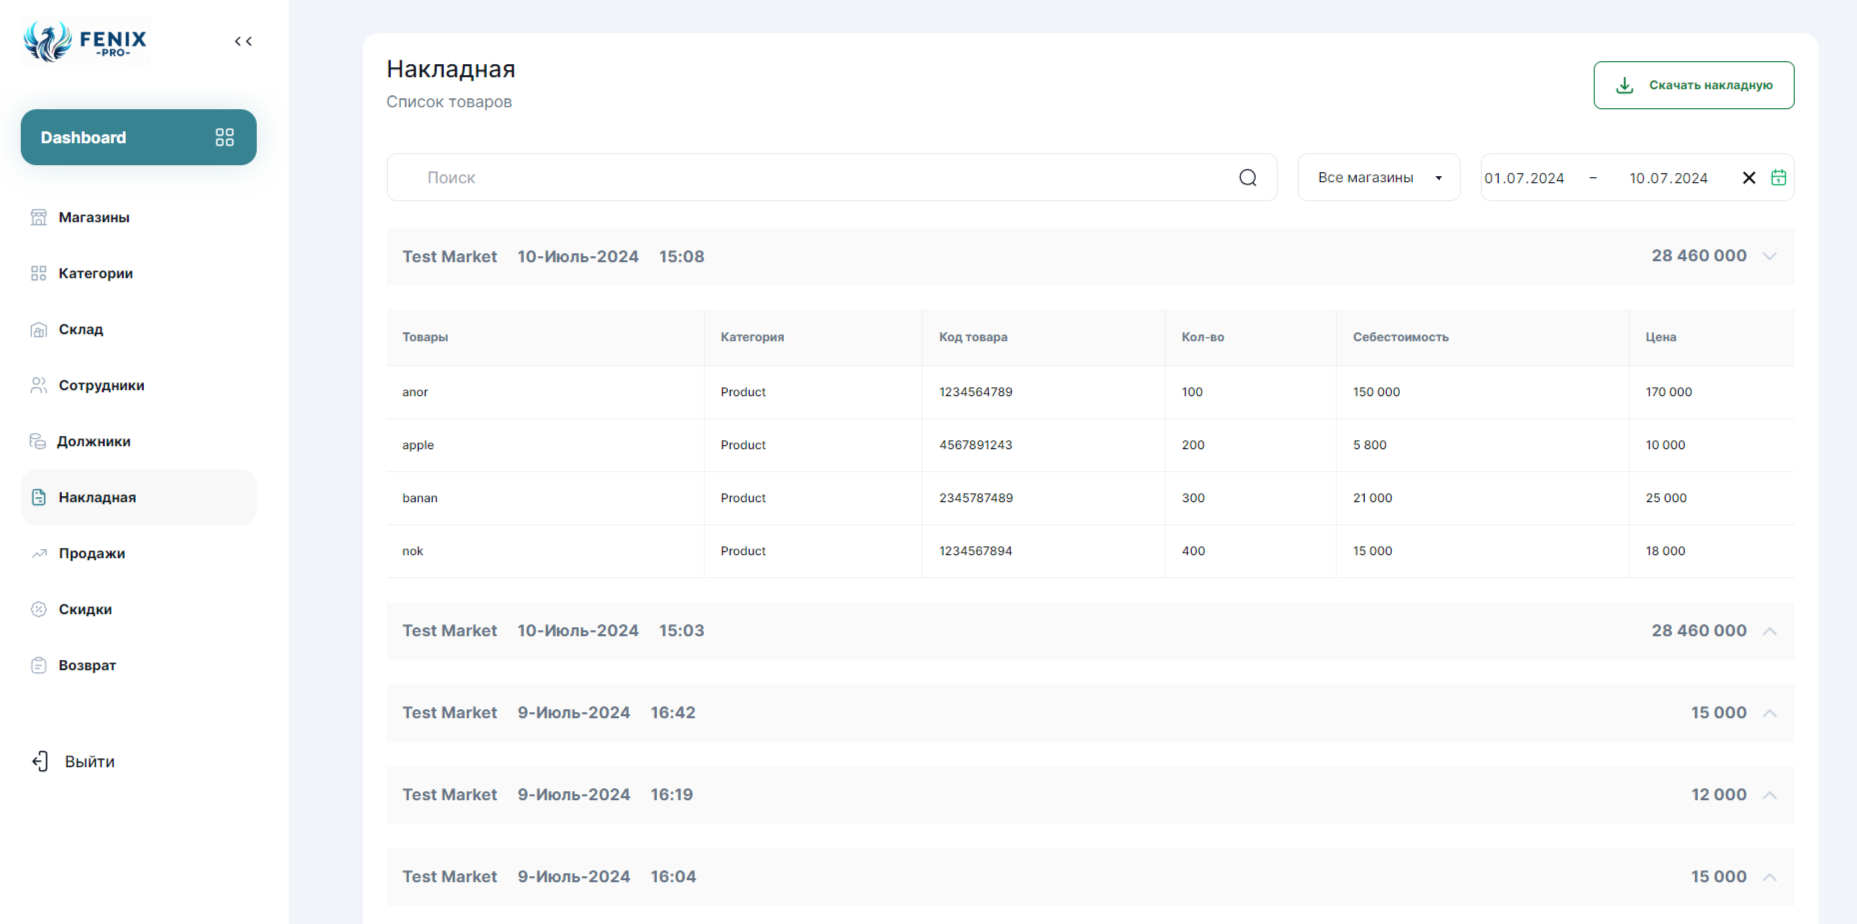 FENIX
-PRO-
Dashboard
Магазины
Категории
Склад
Сотрудники
Должники
Накладная
Продажи
Скидки
Возврат
Выйти
Накладная
Список товаров
Скачать накладную
Поиск
Все магазины
01.07.2024 – 10.07.2024
Test Market 10-Июль-2024 15:08 28 460 000
Товары Категория Код товара Кол-во Себестоимость Цена
anor Product 1234564789 100 150 000 170 000
apple Product 4567891243 200 5 800 10 000
banan Product 2345787489 300 21 000 25 000
nok Product 1234567894 400 15 000 18 000
Test Market 10-Июль-2024 15:03 28 460 000
Test Market 9-Июль-2024 16:42 15 000
Test Market 9-Июль-2024 16:19 12 000
Test Market 9-Июль-2024 16:04 15 000